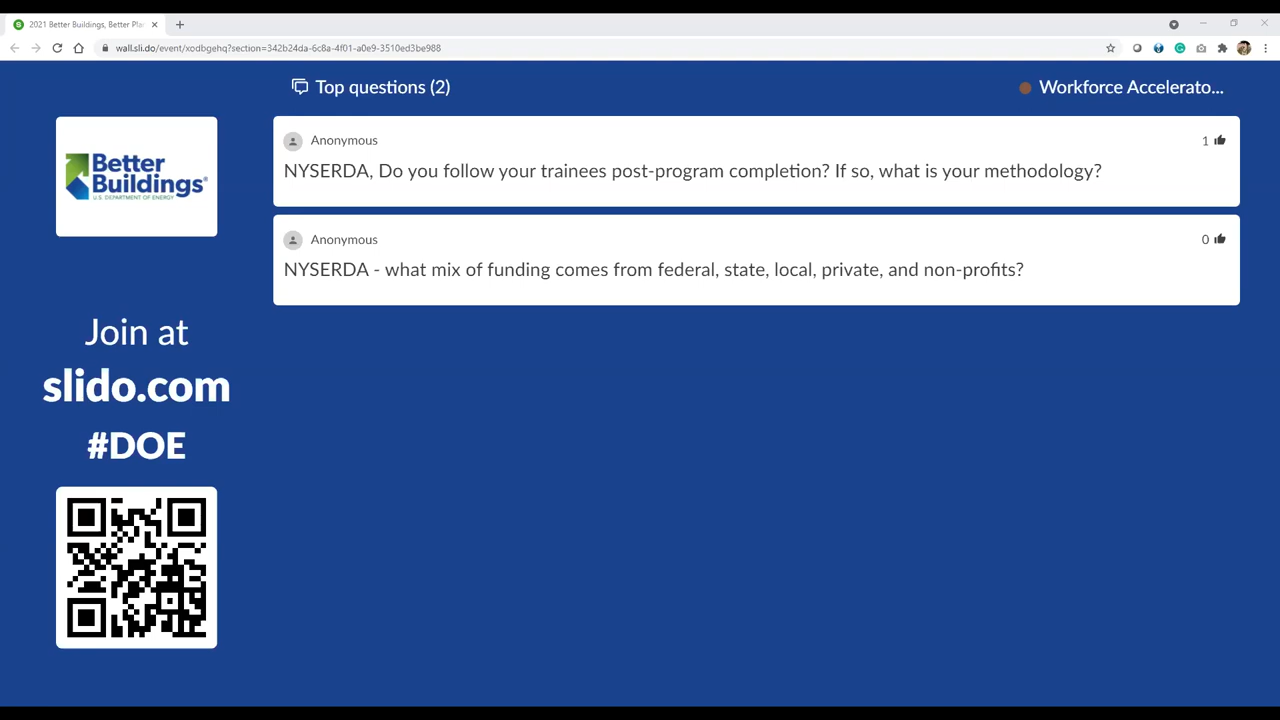 2021 Better Buildings, Better Pla
wall.sli.do/event/xodbgehq?section=342b24da-6c8a-4f01-a0e9-3510ed3be988
Top questions (2)
Workforce Accelerato...
Better
Buildings®
U.S. DEPARTMENT OF ENERGY
Anonymous
1
NYSERDA, Do you follow your trainees post-program completion? If so, what is your methodology?
Anonymous
0
NYSERDA - what mix of funding comes from federal, state, local, private, and non-profits?
Join at
slido.com
#DOE